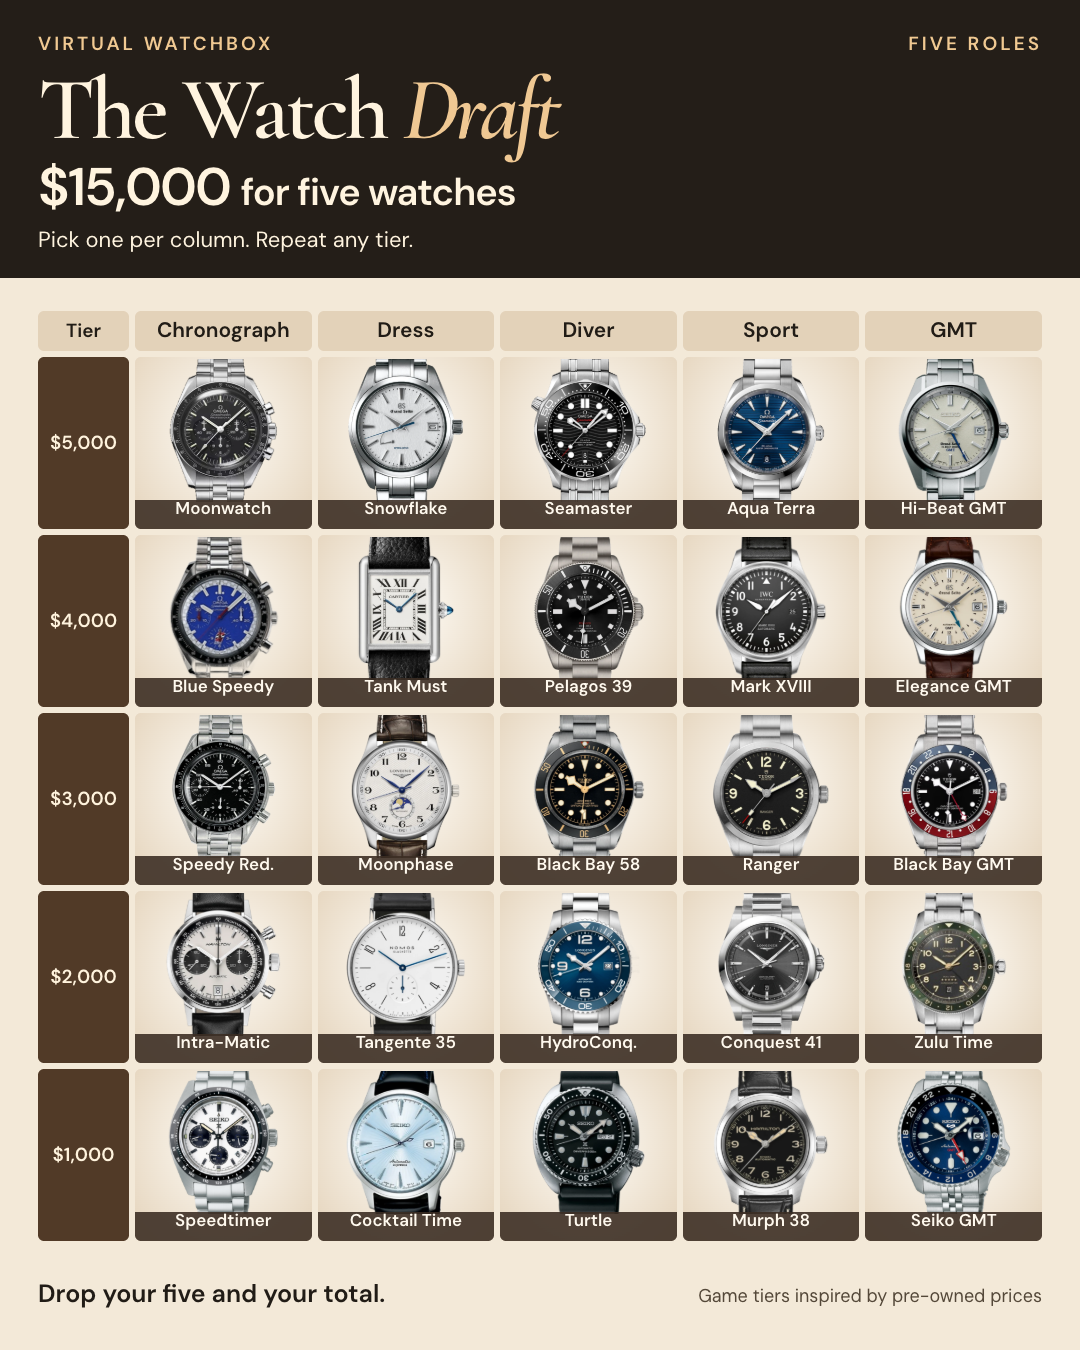 VIRTUAL WATCHBOX
FIVE ROLES
The Watch Draft
$15,000 for five watches
Pick one per column. Repeat any tier.
Tier
Chronograph
Dress
Diver
Sport
GMT
$5,000
Moonwatch
Snowflake
Seamaster
Aqua Terra
Hi-Beat GMT
$4,000
Blue Speedy
Tank Must
Pelagos 39
Mark XVIII
Elegance GMT
$3,000
Speedy Red.
Moonphase
Black Bay 58
Ranger
Black Bay GMT
$2,000
Intra-Matic
Tangente 35
HydroConq.
Conquest 41
Zulu Time
$1,000
Speedtimer
Cocktail Time
Turtle
Murph 38
Seiko GMT
Drop your five and your total.
Game tiers inspired by pre-owned prices